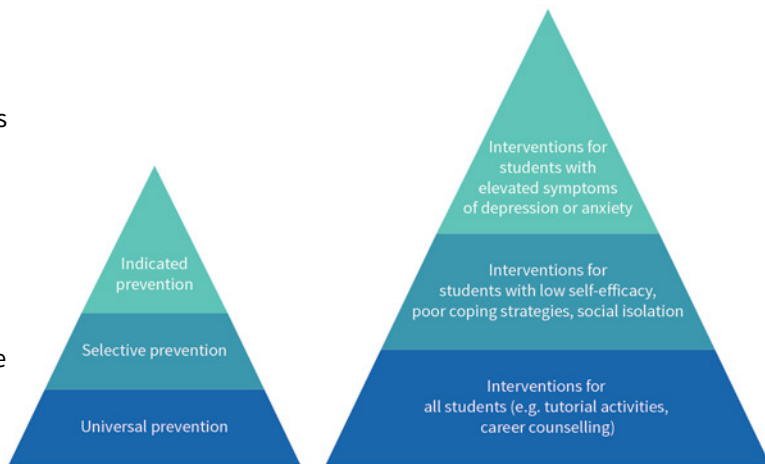 s
e
Indicated
prevention
Selective prevention
Universal prevention
Interventions for
students with
elevated symptoms
of depression or anxiety
Interventions for
students with low self-efficacy,
poor coping strategies, social isolation
Interventions for
all students (e.g. tutorial activities,
career counselling)